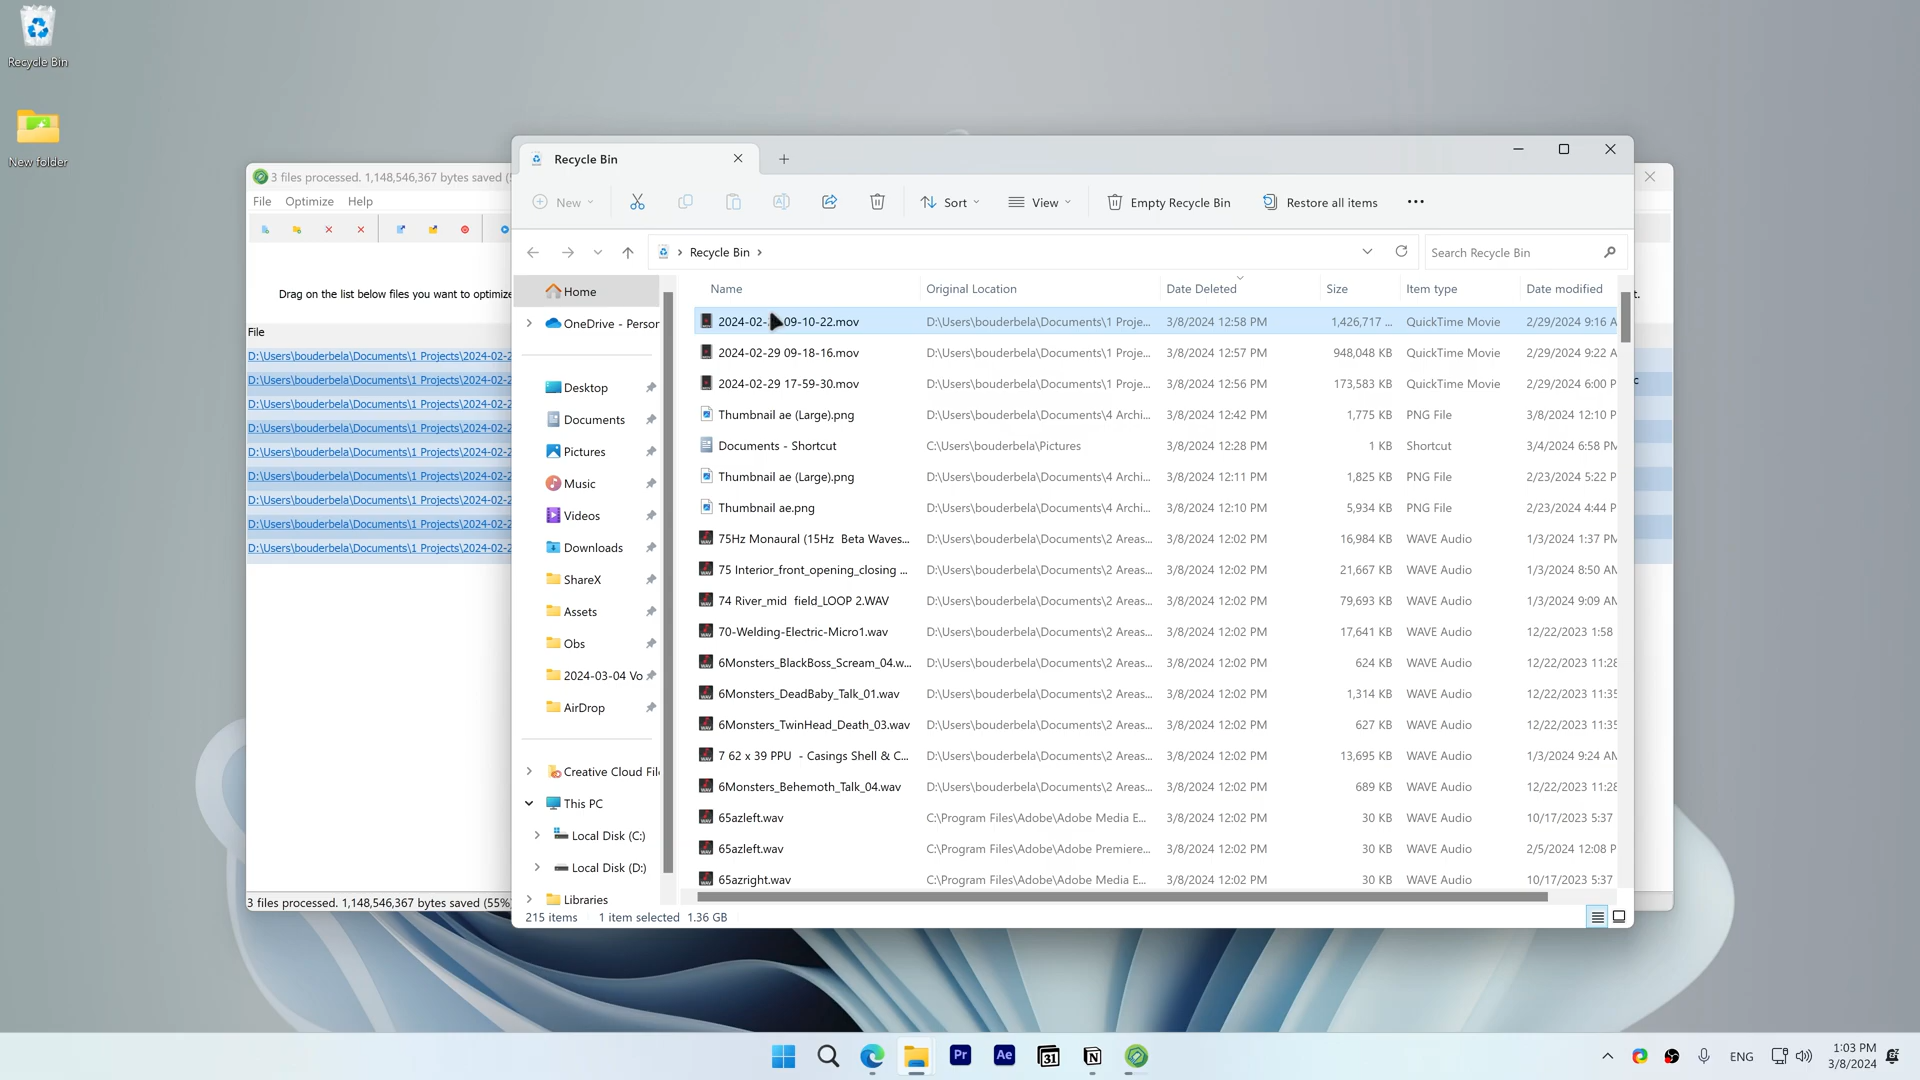 Recycle Bin
New folder
3 files processed. 1,148,546,367 bytes saved (
File Optimize Help
Drag on the list below files you want to optimize
File
D:\Users\bouderbela\Documents\1 Projects\2024-02-2
D:\Users\bouderbela\Documents\1 Projects\2024-02-2
D:\Users\bouderbela\Documents\1 Projects\2024-02-2
D:\Users\bouderbela\Documents\1 Projects\2024-02-2
D:\Users\bouderbela\Documents\1 Projects\2024-02-2
D:\Users\bouderbela\Documents\1 Projects\2024-02-2
D:\Users\bouderbela\Documents\1 Projects\2024-02-2
D:\Users\bouderbela\Documents\1 Projects\2024-02-2
D:\Users\bouderbela\Documents\1 Projects\2024-02-2
3 files processed. 1,148,546,367 bytes saved (55%
Recycle Bin
New Sort View Empty Recycle Bin Restore all items
Recycle Bin Search Recycle Bin
Home
OneDrive - Person
Desktop
Documents
Pictures
Music
Videos
Downloads
ShareX
Assets
Obs
2024-03-04 Vo
AirDrop
Creative Cloud File
This PC
Local Disk (C:)
Local Disk (D:)
Libraries
Name Original Location Date Deleted Size Item type Date modified
2024-02- 09-10-22.mov D:\Users\bouderbela\Documents\1 Proje... 3/8/2024 12:58 PM 1,426,717 ... QuickTime Movie 2/29/2024 9:16 A
2024-02-29 09-18-16.mov D:\Users\bouderbela\Documents\1 Proje... 3/8/2024 12:57 PM 948,048 KB QuickTime Movie 2/29/2024 9:22 A
2024-02-29 17-59-30.mov D:\Users\bouderbela\Documents\1 Proje... 3/8/2024 12:56 PM 173,583 KB QuickTime Movie 2/29/2024 6:00 P
Thumbnail ae (Large).png D:\Users\bouderbela\Documents\4 Archi... 3/8/2024 12:42 PM 1,775 KB PNG File 3/8/2024 12:10 P
Documents - Shortcut C:\Users\bouderbela\Pictures 3/8/2024 12:28 PM 1 KB Shortcut 3/4/2024 6:58 PM
Thumbnail ae (Large).png D:\Users\bouderbela\Documents\4 Archi... 3/8/2024 12:11 PM 1,825 KB PNG File 2/23/2024 5:22 P
Thumbnail ae.png D:\Users\bouderbela\Documents\4 Archi... 3/8/2024 12:10 PM 5,934 KB PNG File 2/23/2024 4:44 P
75Hz Monaural (15Hz Beta Waves... D:\Users\bouderbela\Documents\2 Areas... 3/8/2024 12:02 PM 16,984 KB WAVE Audio 1/3/2024 1:37 PM
75 Interior_front_opening_closing ... D:\Users\bouderbela\Documents\2 Areas... 3/8/2024 12:02 PM 21,667 KB WAVE Audio 1/3/2024 8:50 AM
74 River_mid field_LOOP 2.WAV D:\Users\bouderbela\Documents\2 Areas... 3/8/2024 12:02 PM 79,693 KB WAVE Audio 1/3/2024 9:09 AM
70-Welding-Electric-Micro1.wav D:\Users\bouderbela\Documents\2 Areas... 3/8/2024 12:02 PM 17,641 KB WAVE Audio 12/22/2023 1:58
6Monsters_BlackBoss_Scream_04.w... D:\Users\bouderbela\Documents\2 Areas... 3/8/2024 12:02 PM 624 KB WAVE Audio 12/22/2023 11:28
6Monsters_DeadBaby_Talk_01.wav D:\Users\bouderbela\Documents\2 Areas... 3/8/2024 12:02 PM 1,314 KB WAVE Audio 12/22/2023 11:35
6Monsters_TwinHead_Death_03.wav D:\Users\bouderbela\Documents\2 Areas... 3/8/2024 12:02 PM 627 KB WAVE Audio 12/22/2023 11:35
7 62 x 39 PPU - Casings Shell & C... D:\Users\bouderbela\Documents\2 Areas... 3/8/2024 12:02 PM 13,695 KB WAVE Audio 1/3/2024 9:24 AM
6Monsters_Behemoth_Talk_04.wav D:\Users\bouderbela\Documents\2 Areas... 3/8/2024 12:02 PM 689 KB WAVE Audio 12/22/2023 11:28
65azleft.wav C:\Program Files\Adobe\Adobe Media E... 3/8/2024 12:02 PM 30 KB WAVE Audio 10/17/2023 5:37
65azleft.wav C:\Program Files\Adobe\Adobe Premiere... 3/8/2024 12:02 PM 30 KB WAVE Audio 2/5/2024 12:08 P
65azright.wav C:\Program Files\Adobe\Adobe Media E... 3/8/2024 12:02 PM 30 KB WAVE Audio 10/17/2023 5:37
215 items 1 item selected 1.36 GB
Pr Ae 31 N
ENG
1:03 PM
3/8/2024